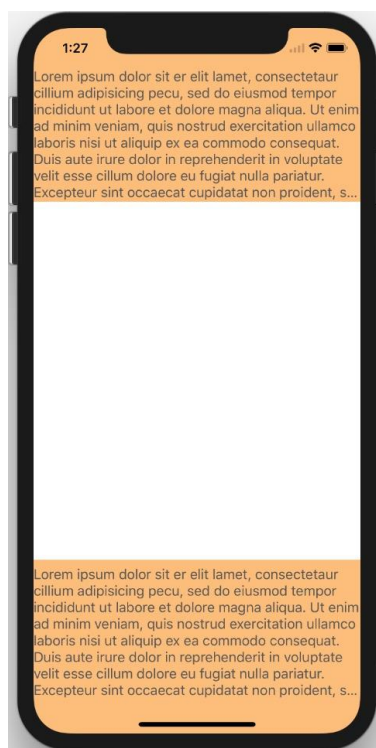 1:27
Lorem ipsum dolor sit er elit lamet, consectetaur
cillium adipisicing pecu, sed do eiusmod tempor
incididunt ut labore et dolore magna aliqua. Ut enim
ad minim veniam, quis nostrud exercitation ullamco
laboris nisi ut aliquip ex ea commodo consequat.
Duis aute irure dolor in reprehenderit in voluptate
velit esse cillum dolore eu fugiat nulla pariatur.
Excepteur sint occaecat cupidatat non proident, s...
Lorem ipsum dolor sit er elit lamet, consectetaur
cillium adipisicing pecu, sed do eiusmod tempor
incididunt ut labore et dolore magna aliqua. Ut enim
ad minim veniam, quis nostrud exercitation ullamco
laboris nisi ut aliquip ex ea commodo consequat.
Duis aute irure dolor in reprehenderit in voluptate
velit esse cillum dolore eu fugiat nulla pariatur.
Excepteur sint occaecat cupidatat non proident, s...